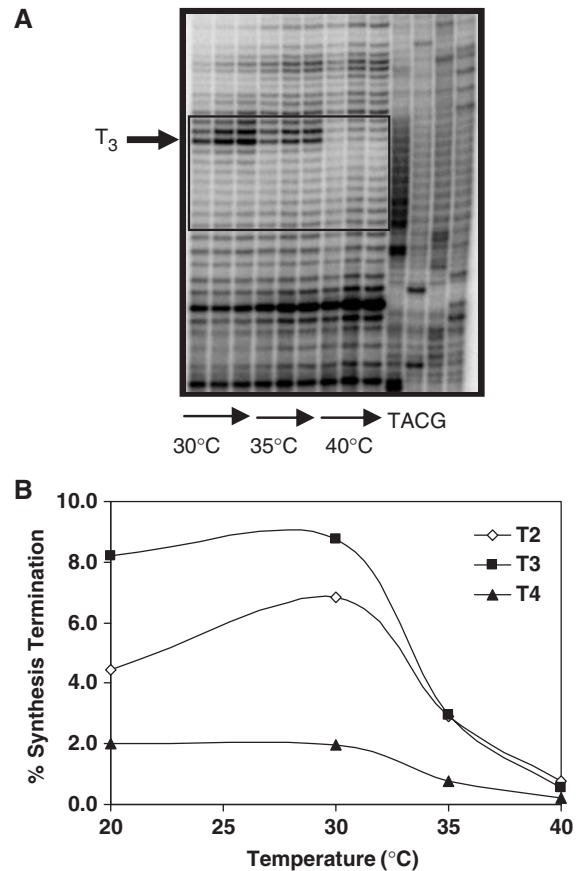 A
T3
TACG
30°C 35°C 40°C
B
10.0
8.0
6.0
4.0
2.0
0.0
% Synthesis Termination
T2
T3
T4
20 25 30 35 40
Temperature (°C)